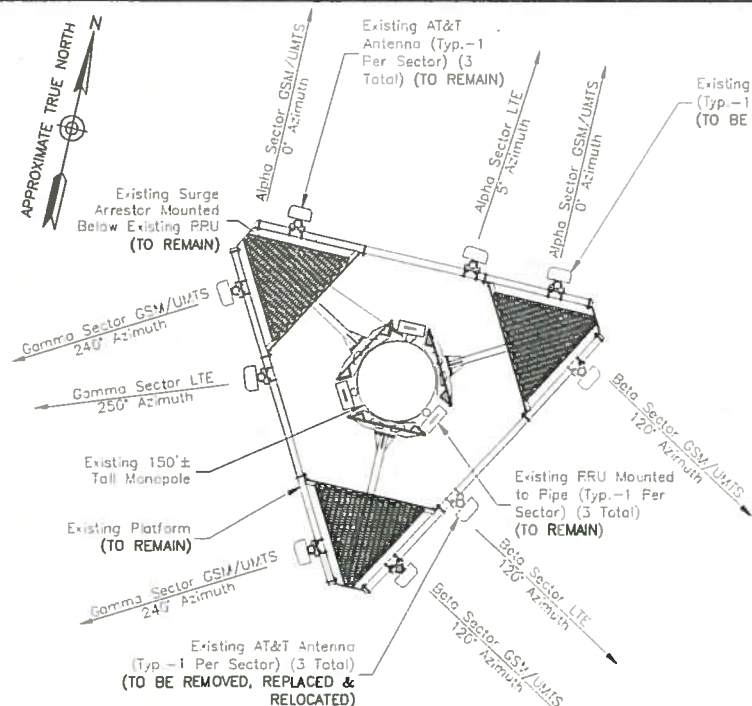 N
APPROXIMATE TRUE NORTH
Alpha Sector GSM/UMTS
0° Azimuth
Existing AT&T
Antenna (Typ.-1
Per Sector) (3
Total) (TO REMAIN)
Alpha Sector LTE
5° Azimuth
Alpha Sector GSM/UMTS
0° Azimuth
Existing
(Typ.-1
(TO BE
Existing Surge
Arrestor Mounted
Below Existing RRU
(TO REMAIN)
Gamma Sector GSM/UMTS
240° Azimuth
Gamma Sector LTE
250° Azimuth
Existing 150'±
Tall Monopole
Existing Platform
(TO REMAIN)
Gamma Sector GSM/UMTS
240° Azimuth
Existing AT&T Antenna
(Typ.-1 Per Sector) (3 Total)
(TO BE REMOVED, REPLACED &
RELOCATED)
Existing RRU Mounted
to Pipe (Typ.-1 Per
Sector) (3 Total)
(TO REMAIN)
Beta Sector GSM/UMTS
120° Azimuth
Beta Sector LTE
120° Azimuth
Beta Sector GSM/UMTS
120° Azimuth